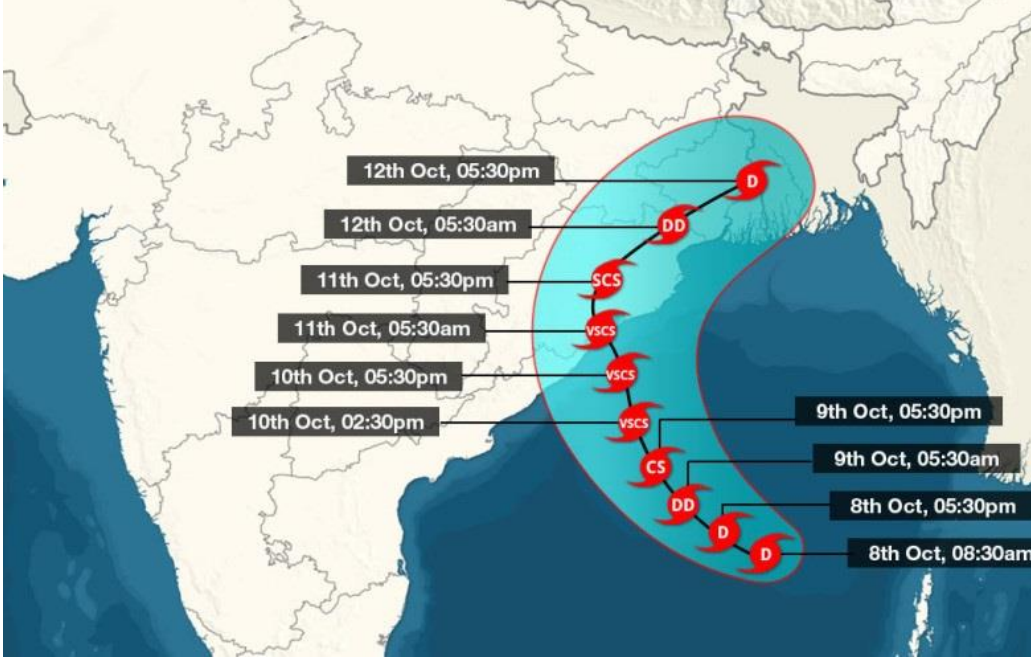 12th Oct, 05:30pm
D
12th Oct, 05:30am
DD
11th Oct, 05:30pm
SCS
11th Oct, 05:30am
VSCS
10th Oct, 05:30pm
VSCS
10th Oct, 02:30pm
VSCS
9th Oct, 05:30pm
CS
9th Oct, 05:30am
DD
8th Oct, 05:30pm
D
8th Oct, 08:30am
D